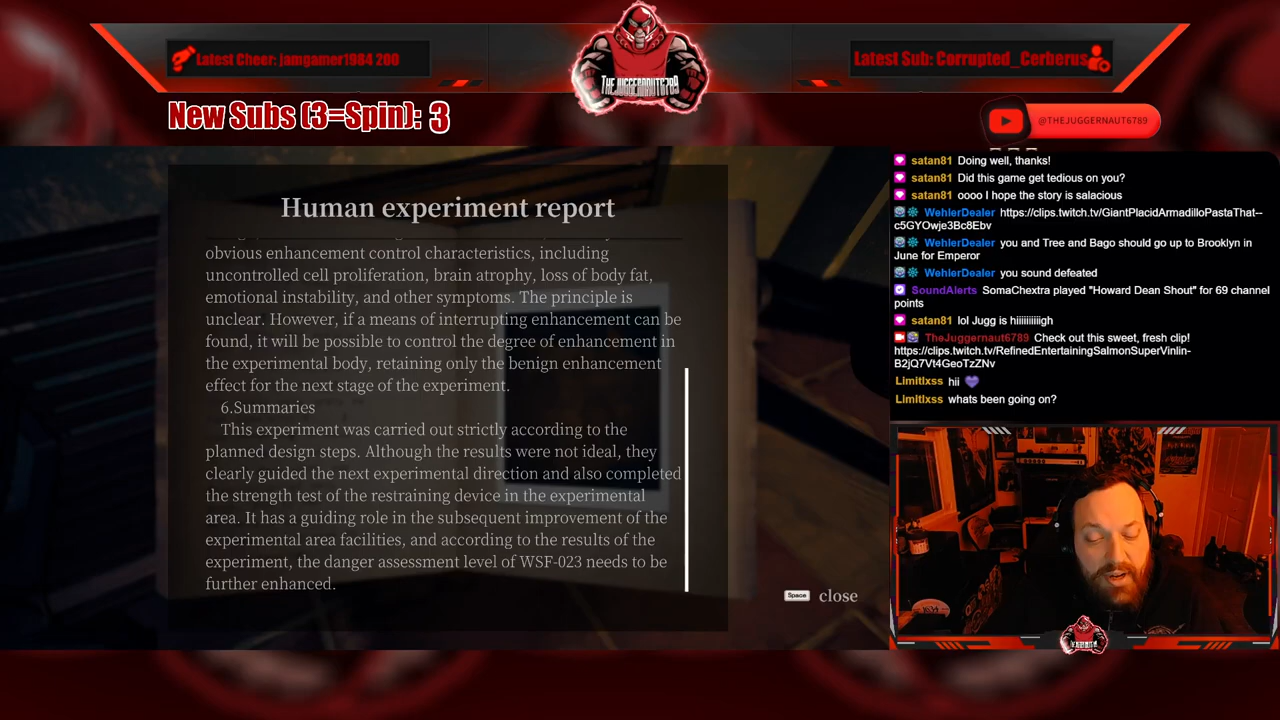 Latest Cheer: jamgamer1984 200
THEJUGGERNAUT6789
Latest Sub: Corrupted_Cerberus
New Subs (3=Spin): 3
@THEJUGGERNAUT6789
Human experiment report
obvious enhancement control characteristics, including
uncontrolled cell proliferation, brain atrophy, loss of body fat,
emotional instability, and other symptoms. The principle is
unclear. However, if a means of interrupting enhancement can be
found, it will be possible to control the degree of enhancement in
the experimental body, retaining only the benign enhancement
effect for the next stage of the experiment.
6.Summaries
This experiment was carried out strictly according to the
planned design steps. Although the results were not ideal, they
clearly guided the next experimental direction and also completed
the strength test of the restraining device in the experimental
area. It has a guiding role in the subsequent improvement of the
experimental area facilities, and according to the results of the
experiment, the danger assessment level of WSF-023 needs to be
further enhanced.
Space close
satan81 Doing well, thanks!
satan81 Did this game get tedious on you?
satan81 oooo I hope the story is salacious
WehlerDealer https://clips.twitch.tv/GiantPlacidArmadilloPastaThat--
c5GYOwje3Bc8Ebv
WehlerDealer you and Tree and Bago should go up to Brooklyn in
June for Emperor
WehlerDealer you sound defeated
SoundAlerts SomaChextra played "Howard Dean Shout" for 69 channel
points
satan81 lol Jugg is hiiiiiiiiiigh
TheJuggernaut6789 Check out this sweet, fresh clip!
https://clips.twitch.tv/RefinedEntertainingSalmonSuperVinlin-
B2jQ7Vt4GeoTzZNv
Limitlxss hii
Limitlxss whats been going on?